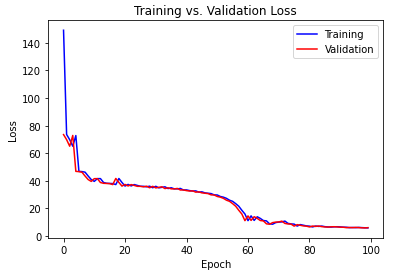 Training vs. Validation Loss
Training
Validation
Loss
140
120
100
80
60
40
20
0
0 20 40 60 80 100
Epoch